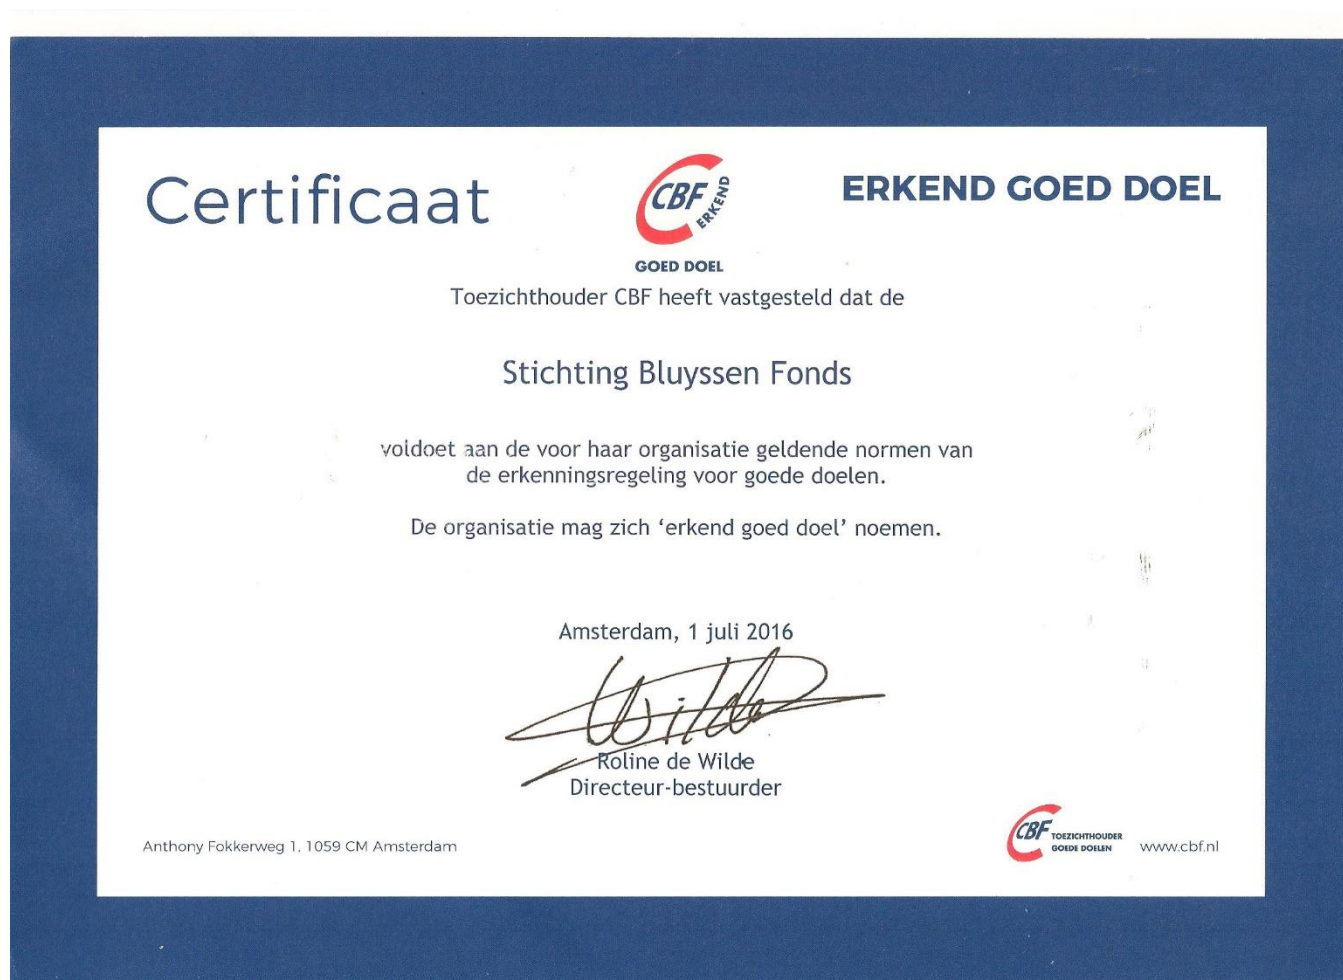 Certificaat
CBF ERKEND
GOED DOEL
ERKEND GOED DOEL
Toezichthouder CBF heeft vastgesteld dat de
Stichting Bluyssen Fonds
voldoet aan de voor haar organisatie geldende normen van
de erkenningsregeling voor goede doelen.
De organisatie mag zich ‘erkend goed doel’ noemen.
Amsterdam, 1 juli 2016
Wilde
Roline de Wilde
Directeur-bestuurder
Anthony Fokkerweg 1, 1059 CM Amsterdam
CBF TOEZICHTHOUDER
GOEDE DOELEN
www.cbf.nl